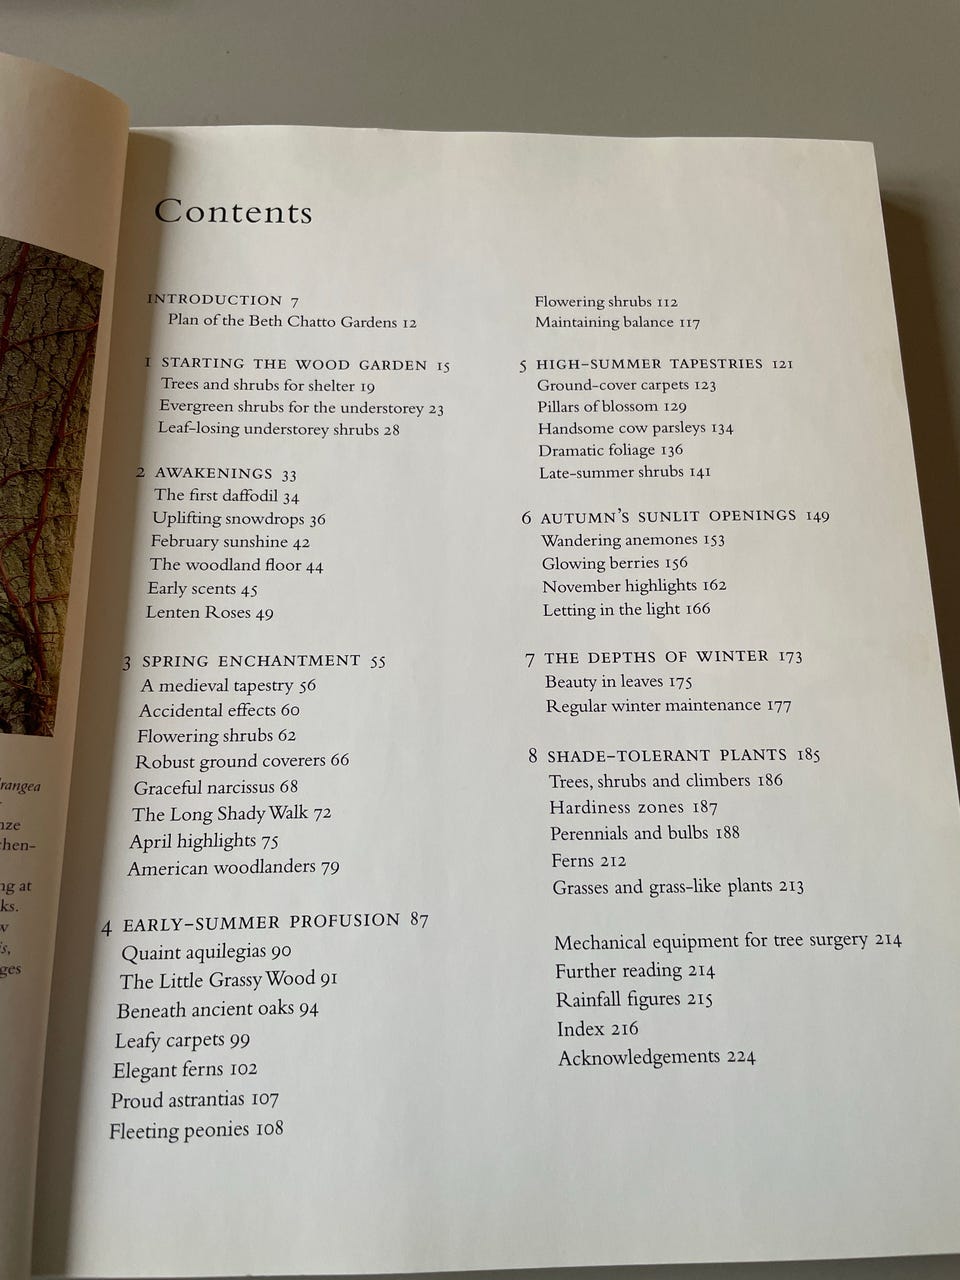 Contents
INTRODUCTION 7
Plan of the Beth Chatto Gardens 12
1 STARTING THE WOOD GARDEN 15
Trees and shrubs for shelter 19
Evergreen shrubs for the understorey 23
Leaf-losing understorey shrubs 28
2 AWAKENINGS 33
The first daffodil 34
Uplifting snowdrops 36
February sunshine 42
The woodland floor 44
Early scents 45
Lenten Roses 49
3 SPRING ENCHANTMENT 55
A medieval tapestry 56
Accidental effects 60
Flowering shrubs 62
Robust ground coverers 66
Graceful narcissus 68
The Long Shady Walk 72
April highlights 75
American woodlanders 79
4 EARLY-SUMMER PROFUSION 87
Quaint aquilegias 90
The Little Grassy Wood 91
Beneath ancient oaks 94
Leafy carpets 99
Elegant ferns 102
Proud astrantias 107
Fleeting peonies 108
Flowering shrubs 112
Maintaining balance 117
5 HIGH-SUMMER TAPESTRIES 121
Ground-cover carpets 123
Pillars of blossom 129
Handsome cow parsleys 134
Dramatic foliage 136
Late-summer shrubs 141
6 AUTUMN'S SUNLIT OPENINGS 149
Wandering anemones 153
Glowing berries 156
November highlights 162
Letting in the light 166
7 THE DEPTHS OF WINTER 173
Beauty in leaves 175
Regular winter maintenance 177
8 SHADE-TOLERANT PLANTS 185
Trees, shrubs and climbers 186
Hardiness zones 187
Perennials and bulbs 188
Ferns 212
Grasses and grass-like plants 213
Mechanical equipment for tree surgery 214
Further reading 214
Rainfall figures 215
Index 216
Acknowledgements 224